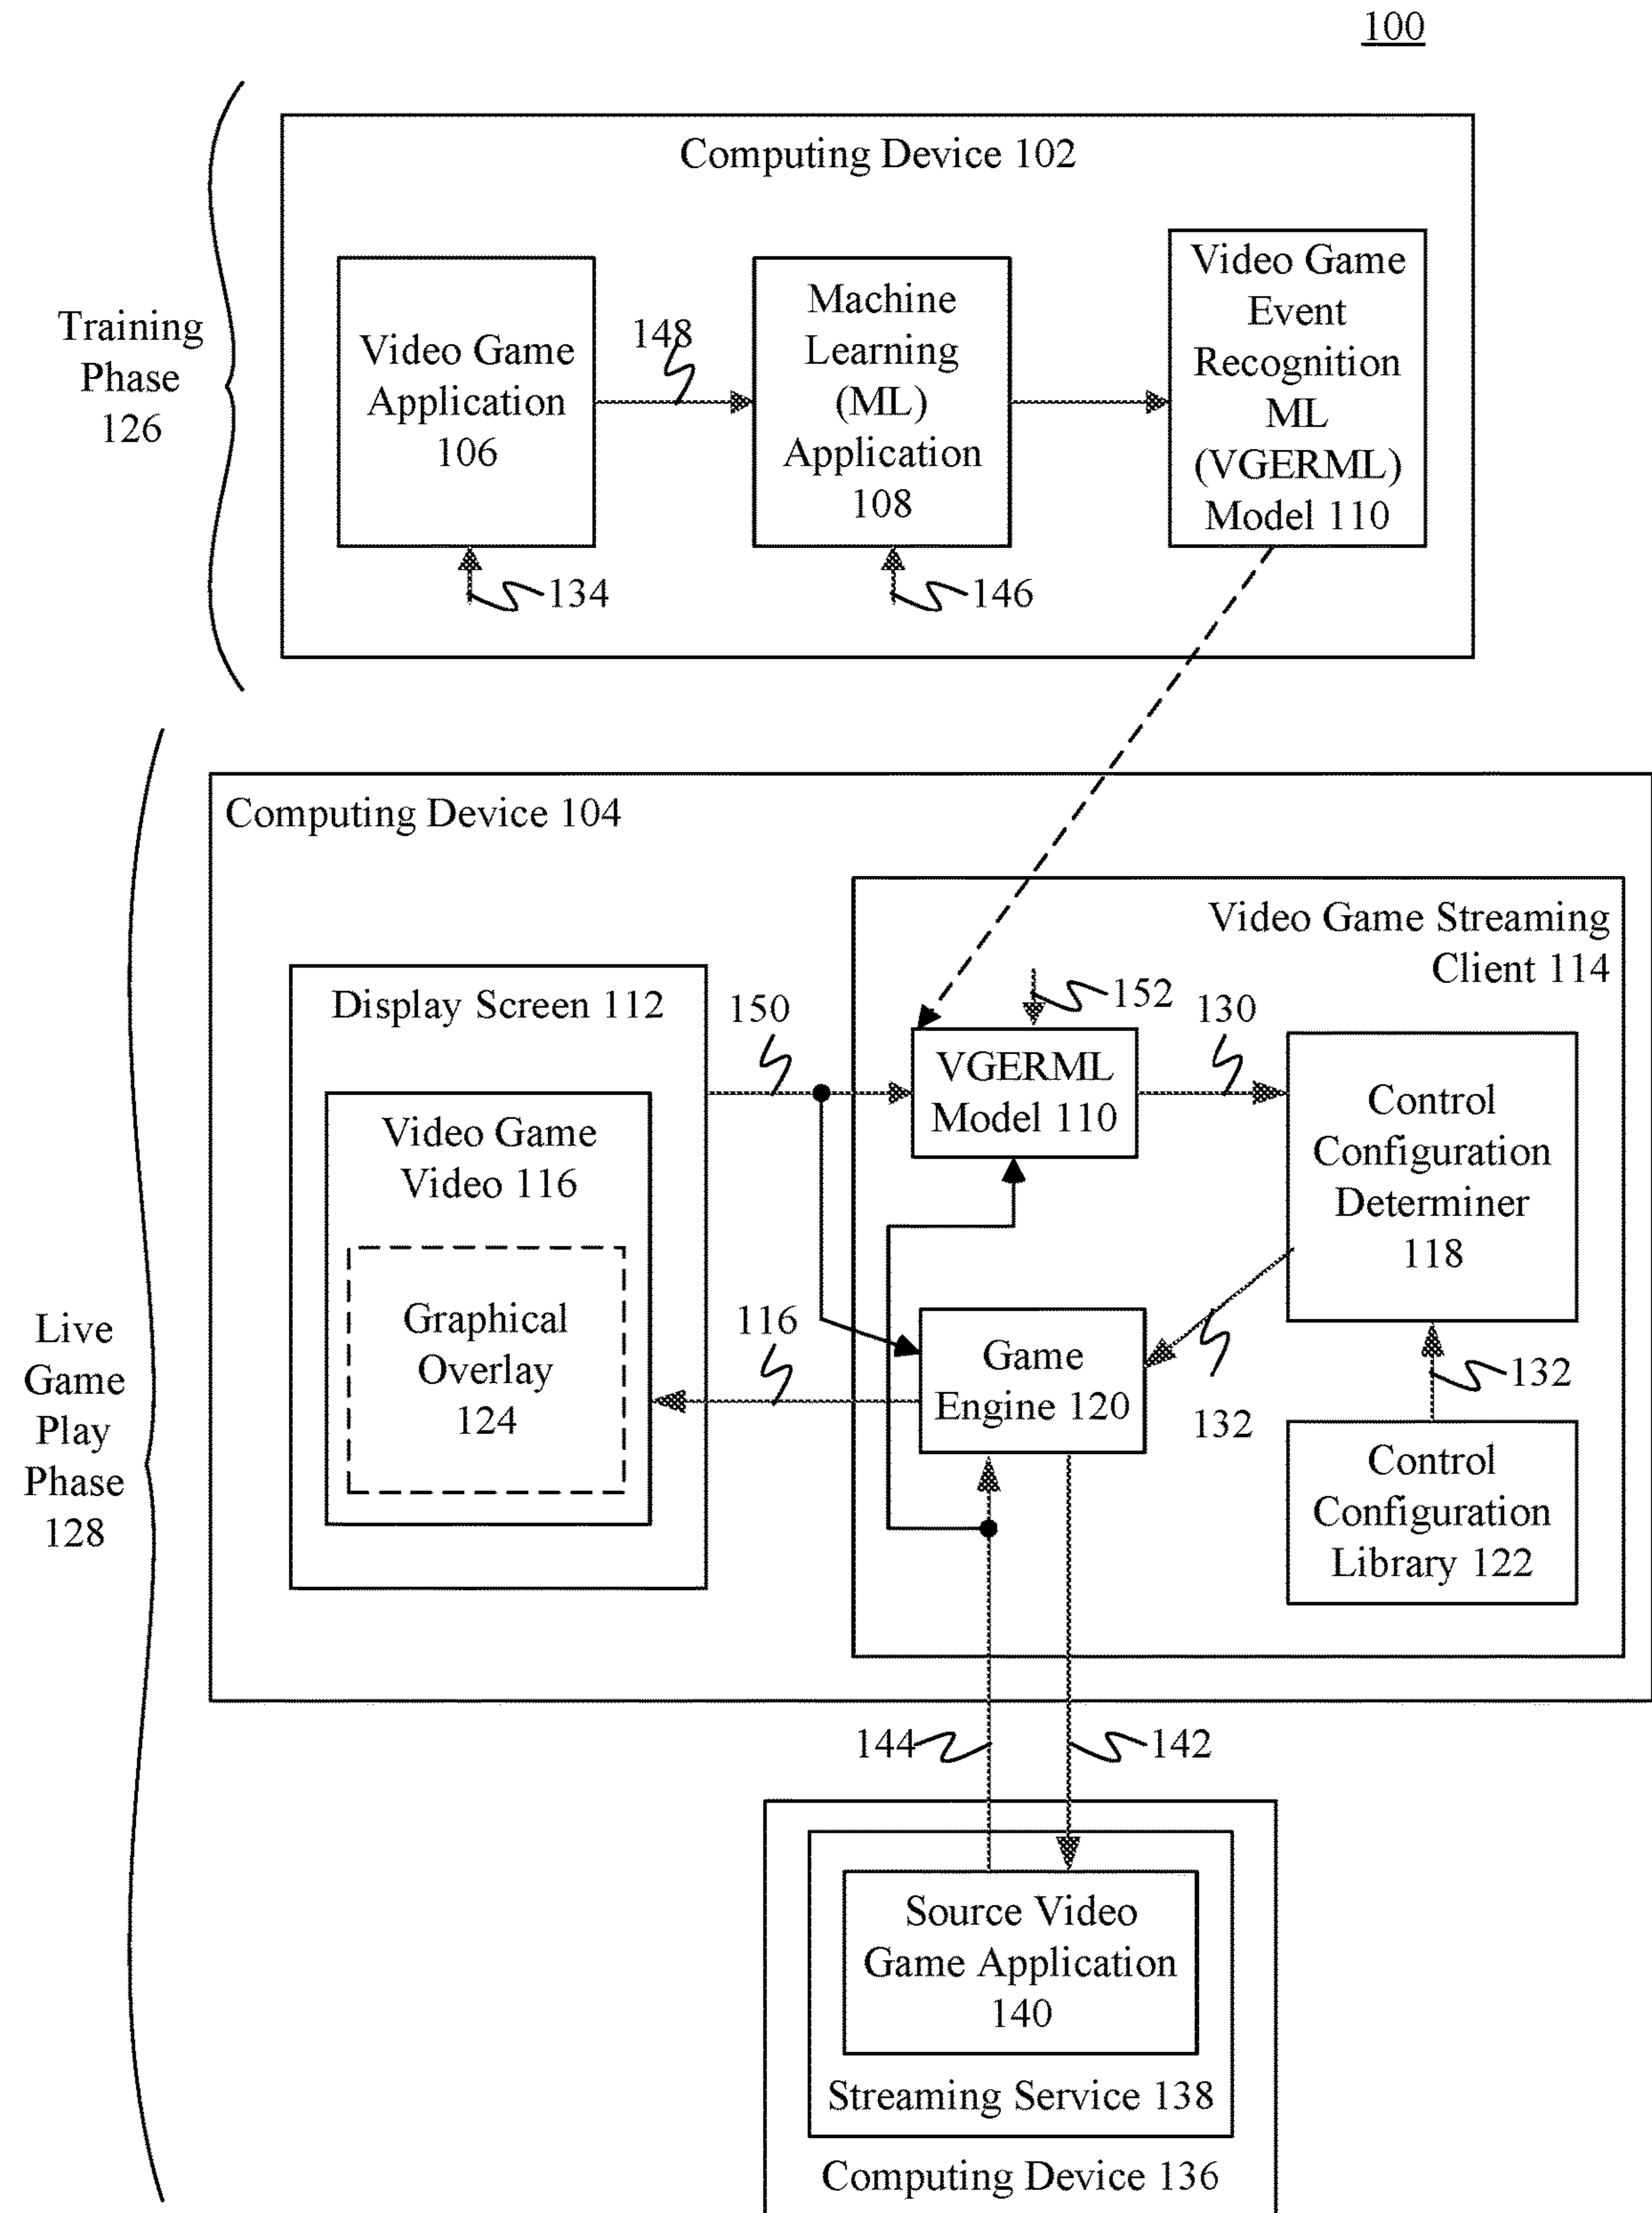 100
Computing Device 102
Training
Phase
126
Video Game
Application
106
148
Machine
Learning
(ML)
Application
108
Video Game
Event
Recognition
ML
(VGERML)
Model 110
134
146
Computing Device 104
Video Game Streaming
Client 114
Display Screen 112
150
152
130
VGERML
Model 110
Control
Configuration
Determiner
118
Video Game
Video 116
Graphical
Overlay
124
116
Game
Engine 120
132
132
Control
Configuration
Library 122
Live
Game
Play
Phase
128
144
142
Source Video
Game Application
140
Streaming Service 138
Computing Device 136